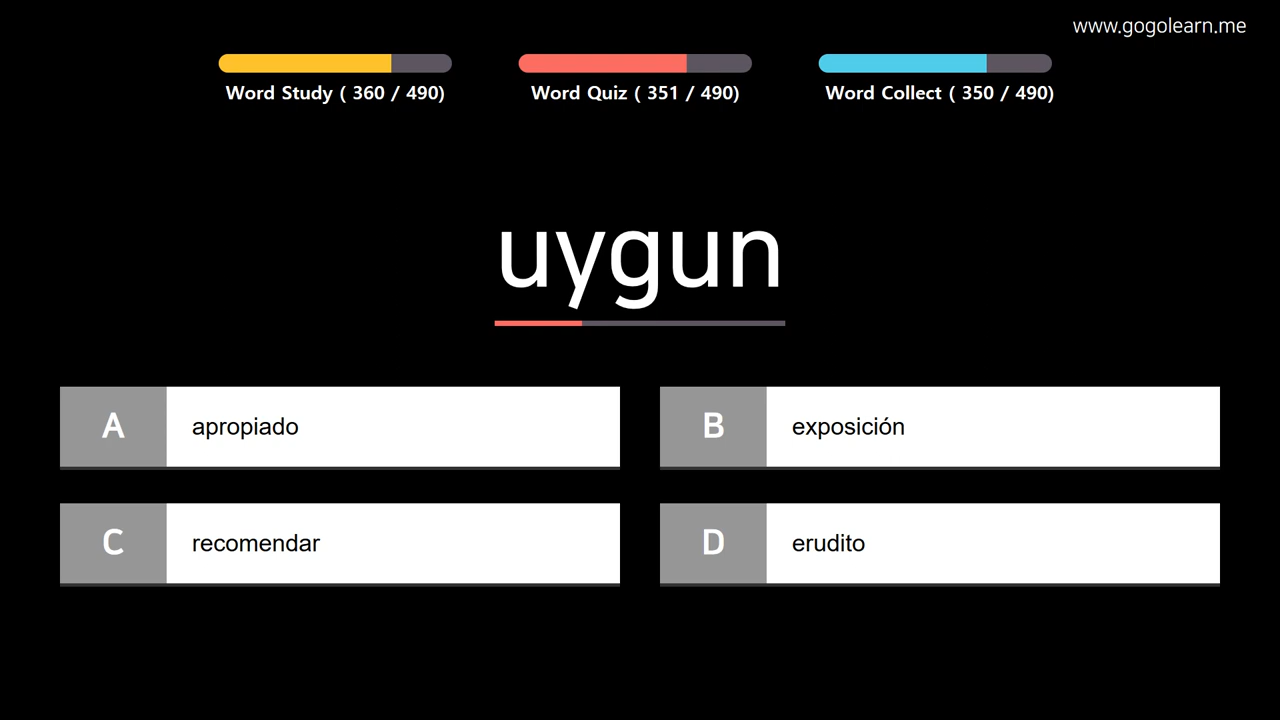 www.gogolearn.me
Word Study ( 360 / 490)
Word Quiz ( 351 / 490)
Word Collect ( 350 / 490)
uygun
A
apropiado
B
exposición
C
recomendar
D
erudito